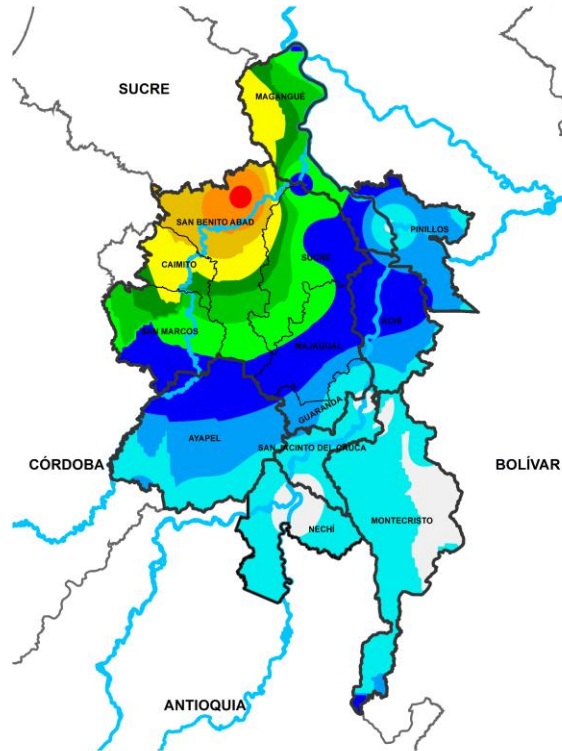 SUCRE
MAGANGUÉ
SAN BENITO ABAD
PINILLOS
CAIMITO
SUCRE
SAN MARCOS
ACHÍ
MAJAGUAL
GUARANDA
AYAPEL
SAN JACINTO DEL CAUCA
CÓRDOBA
BOLÍVAR
MONTECRISTO
NECHÍ
ANTIOQUIA